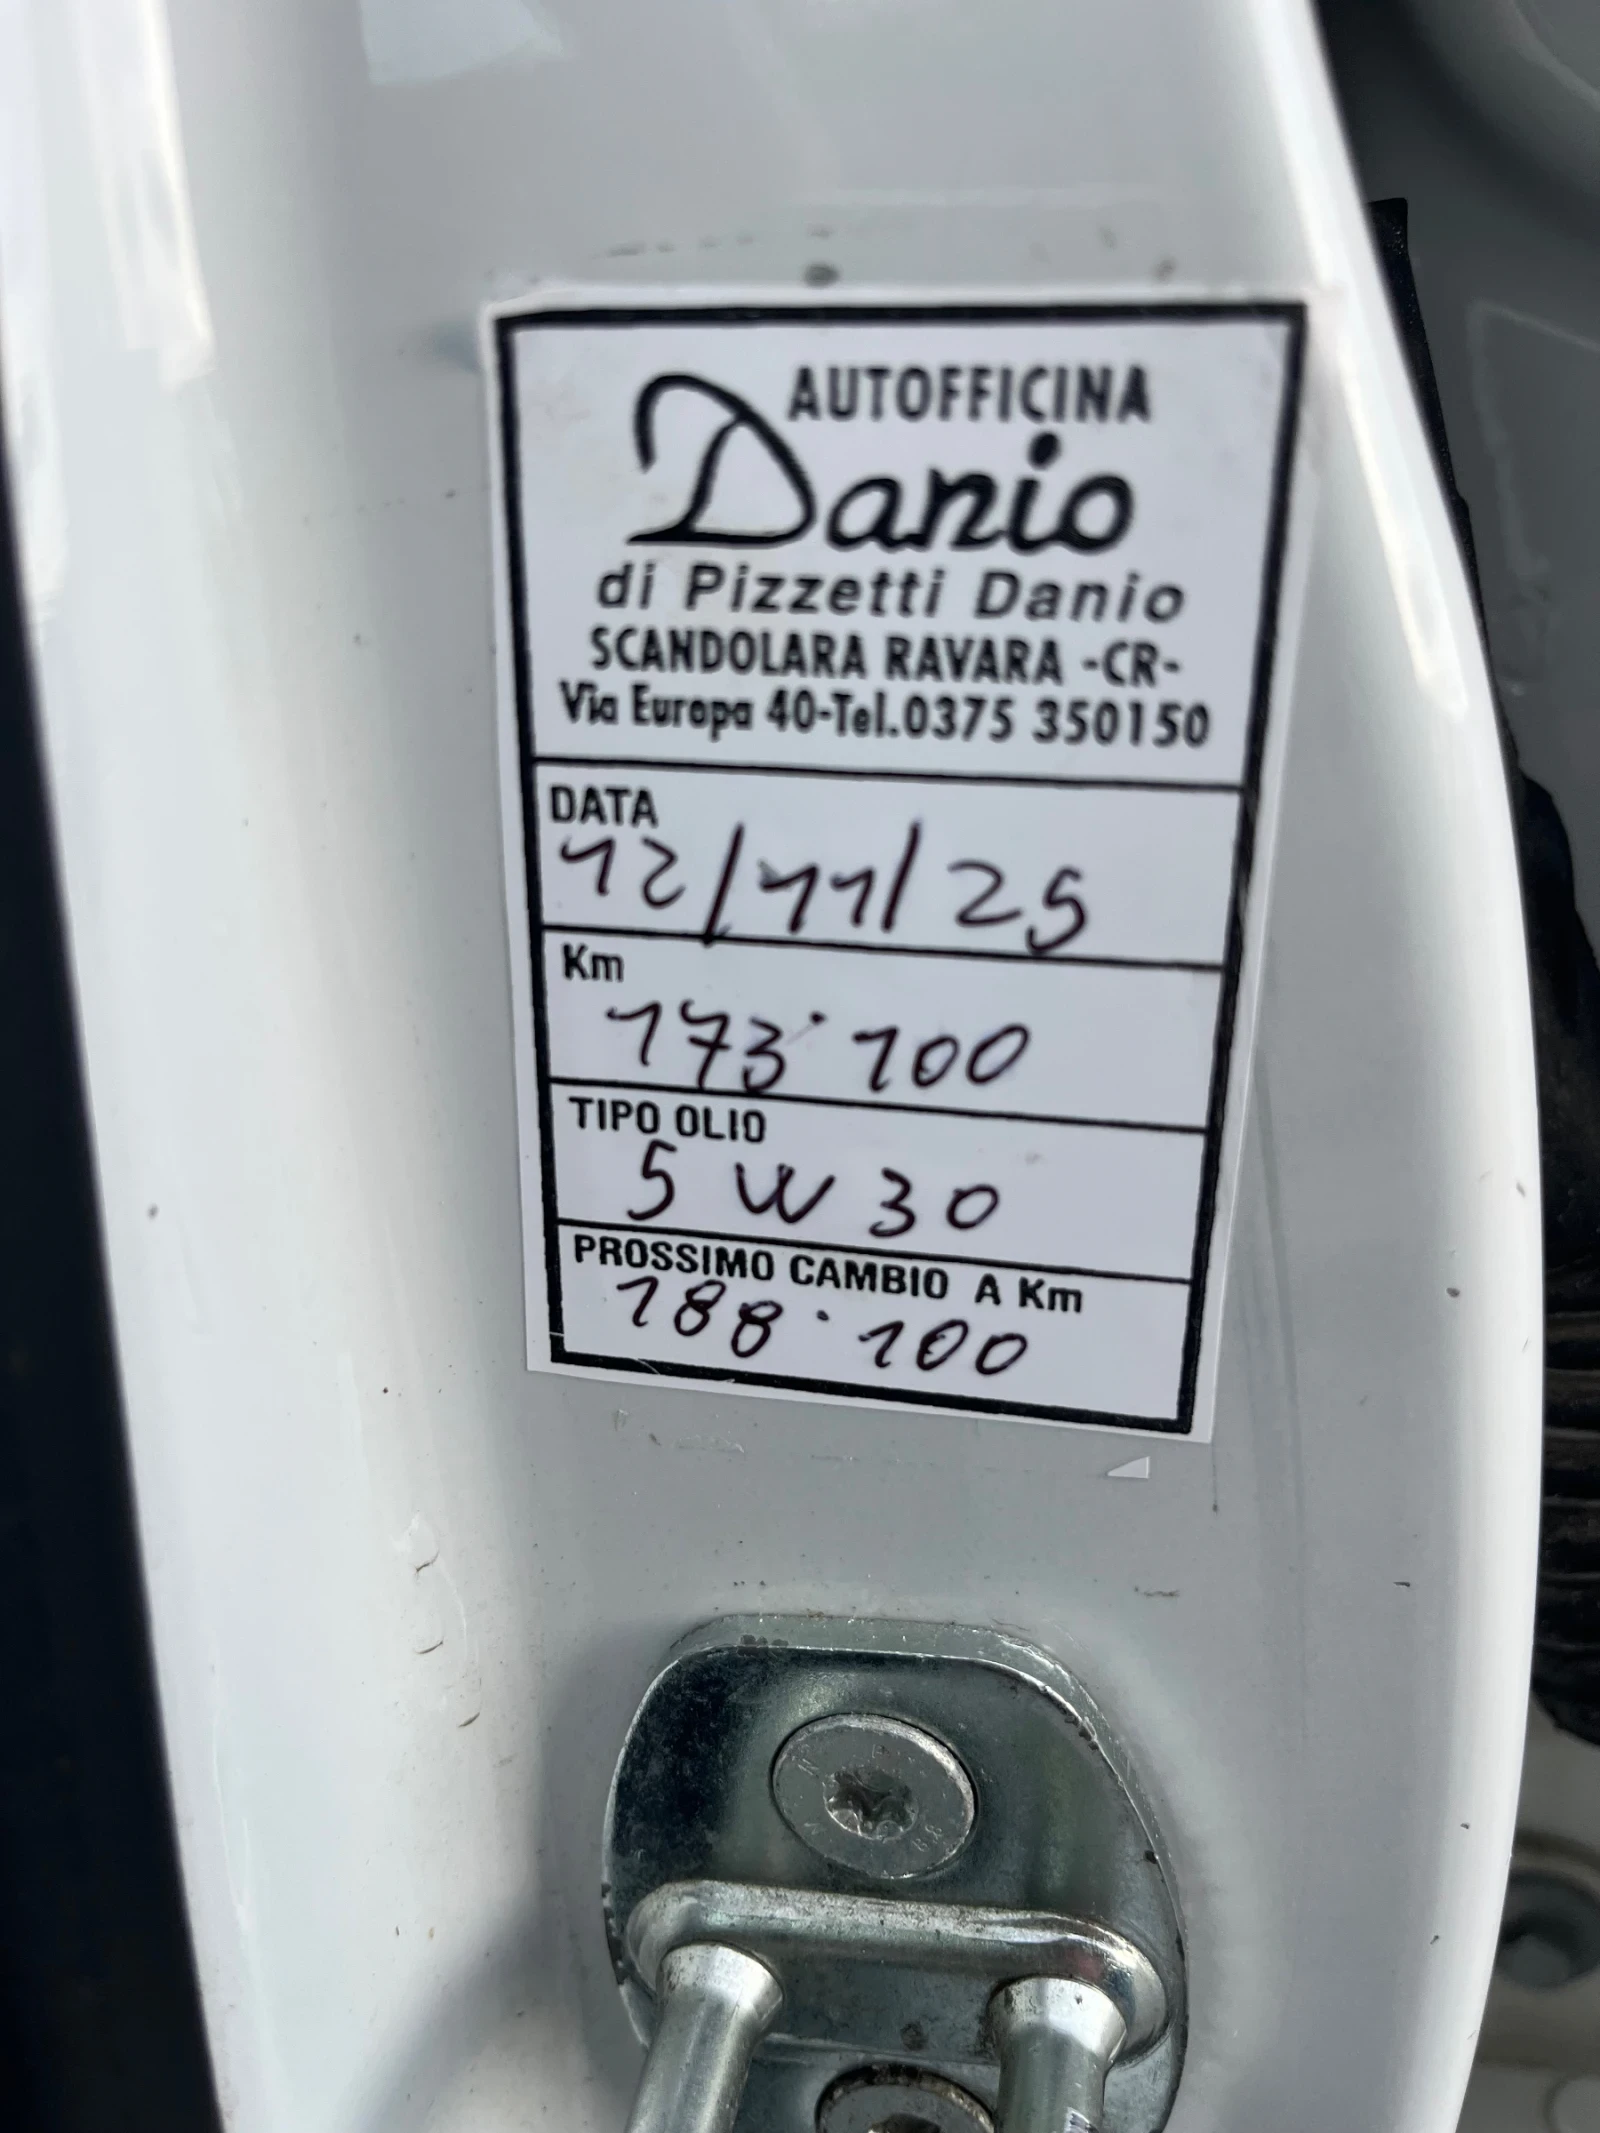 AUTOFFICINA
Danio
di Pizzetti Danio
SCANDOLARA RAVARA -CR-
Via Europa 40-Tel.0375 350150
DATA
12/11/25
Km
173·100
TIPO OLIO
5 W 30
PROSSIMO CAMBIO A Km
188·100